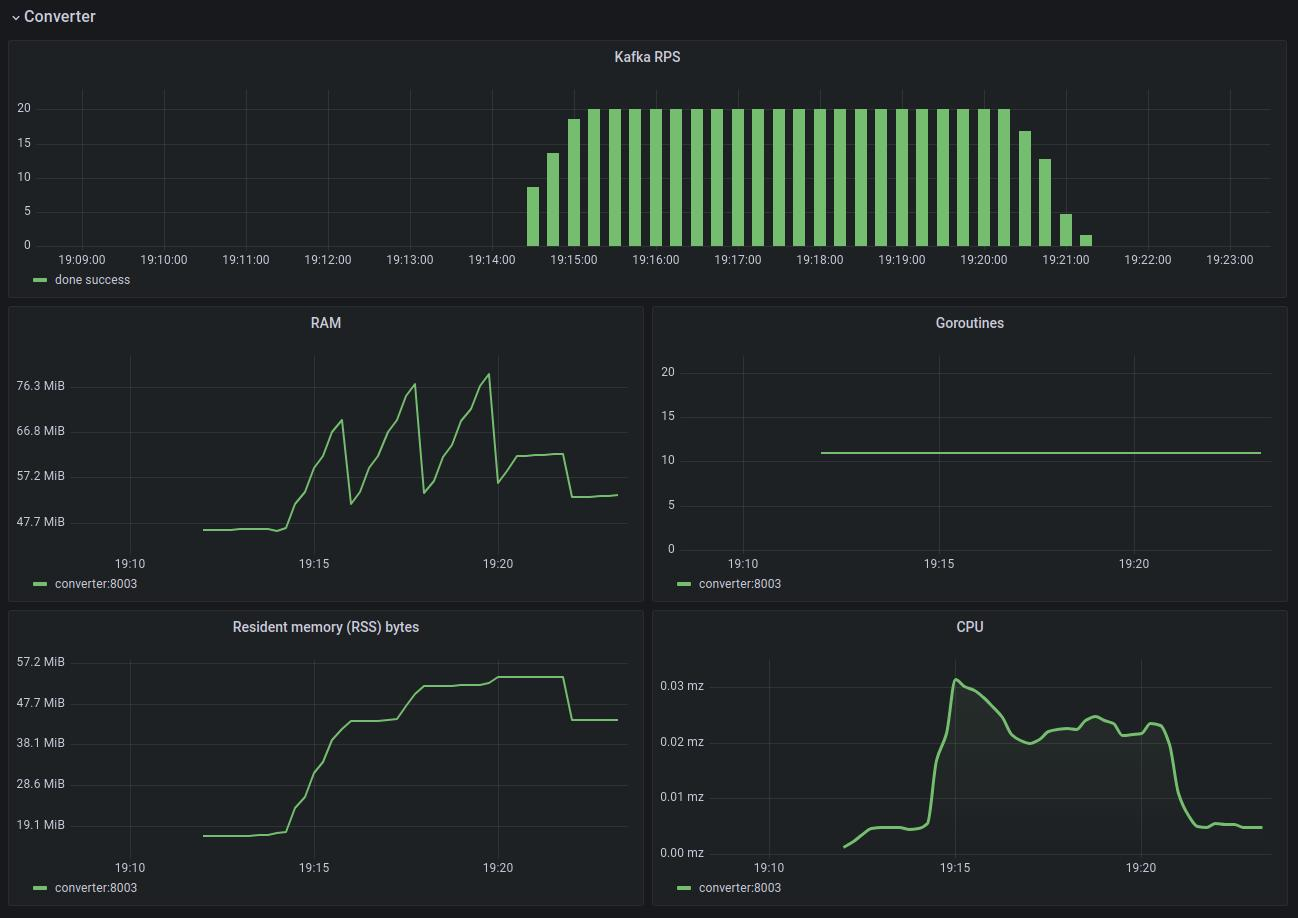 Converter
Kafka RPS
20
15
10
5
0
19:09:00 19:10:00 19:11:00 19:12:00 19:13:00 19:14:00 19:15:00 19:16:00 19:17:00 19:18:00 19:19:00 19:20:00 19:21:00 19:22:00 19:23:00
done success
RAM
76.3 MiB
66.8 MiB
57.2 MiB
47.7 MiB
19:10 19:15 19:20
converter:8003
Goroutines
20
15
10
5
0
19:10 19:15 19:20
converter:8003
Resident memory (RSS) bytes
57.2 MiB
47.7 MiB
38.1 MiB
28.6 MiB
19.1 MiB
19:10 19:15 19:20
converter:8003
CPU
0.03 mz
0.02 mz
0.01 mz
0.00 mz
19:10 19:15 19:20
converter:8003